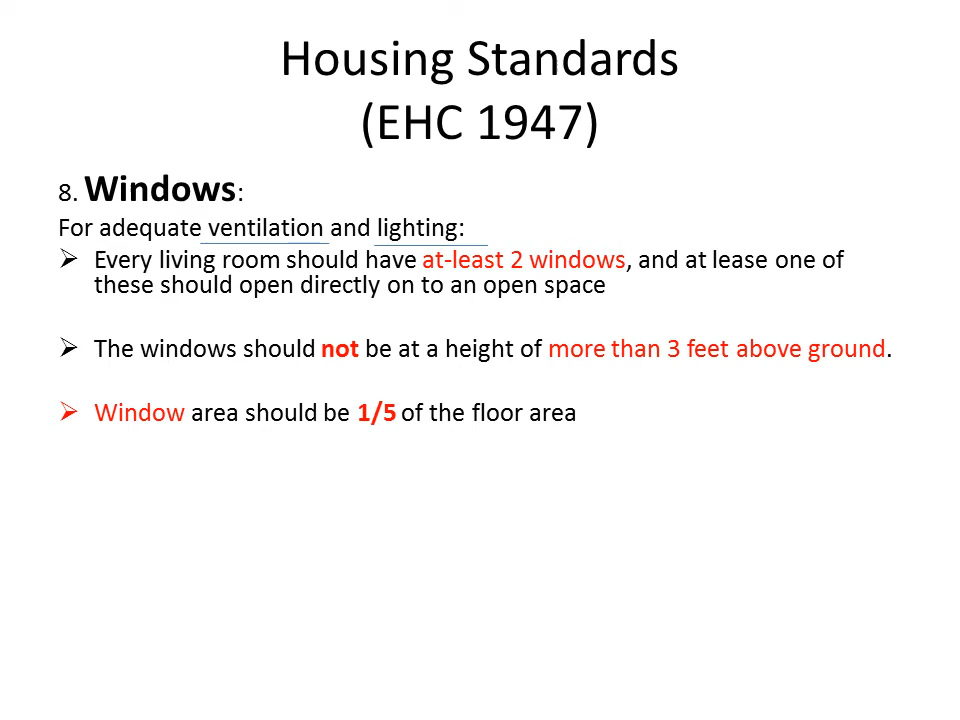 Housing Standards
(EHC 1947)
8. Windows:
For adequate ventilation and lighting:
➢ Every living room should have at-least 2 windows, and at lease one of
these should open directly on to an open space
➢ The windows should not be at a height of more than 3 feet above ground.
➢ Window area should be 1/5 of the floor area